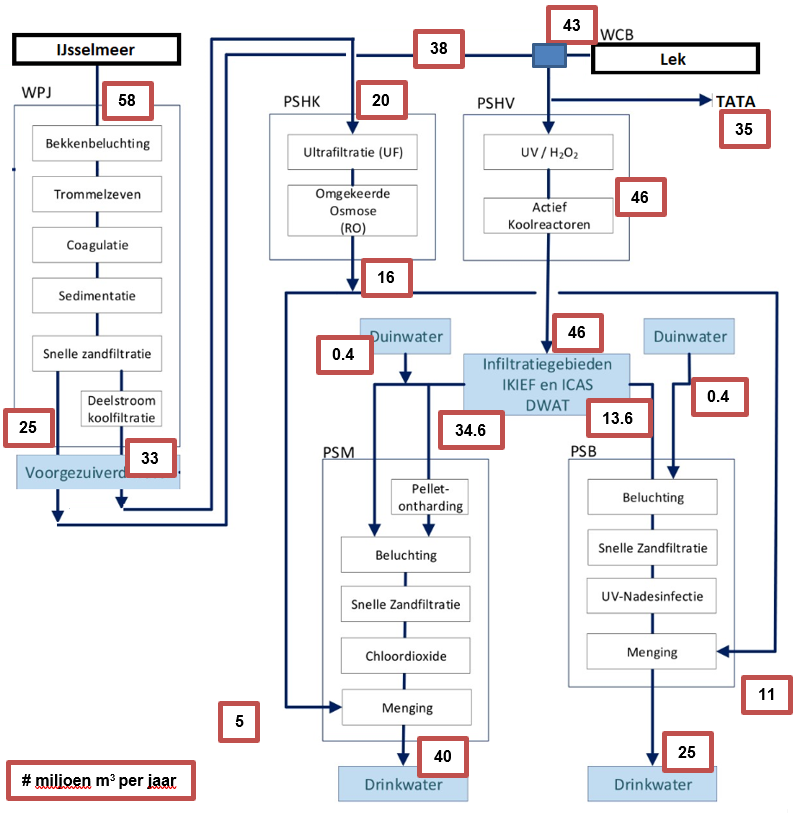 43
WCB
IJsselmeer
38
Lek
WPJ
58
PSHK
20
PSHV
TATA
35
Bekkenbeluchting
Ultrafiltratie (UF)
UV / H₂O₂
Trommelzeven
Omgekeerde
Osmose
(RO)
46
Actief
Koolreactoren
Coagulatie
16
Sedimentatie
Duinwater
46
Duinwater
0.4
Snelle zandfiltratie
Infiltratiegebieden
IKIEF en ICAS
DWAT
Deelstroom
koolfiltratie
0.4
25
34.6
13.6
33
PSM
PSB
Pellet-
ontharding
Beluchting
Beluchting
Snelle Zandfiltratie
Snelle Zandfiltratie
UV-Nadesinfectie
Chloordioxide
Menging
Menging
5
11
40
25
# miljoen m³ per jaar
Drinkwater
Drinkwater